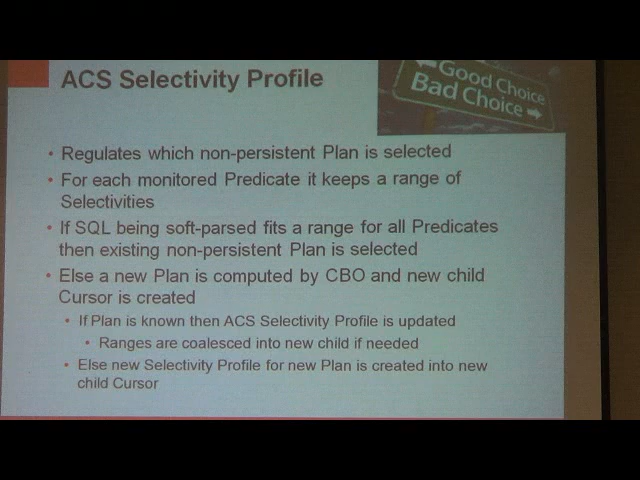 ACS Selectivity Profile
Good Choice
Bad Choice
• Regulates which non-persistent Plan is selected
• For each monitored Predicate it keeps a range of
Selectivities
• If SQL being soft-parsed fits a range for all Predicates
then existing non-persistent Plan is selected
• Else a new Plan is computed by CBO and new child
Cursor is created
• If Plan is known then ACS Selectivity Profile is updated
• Ranges are coalesced into new child if needed
• Else new Selectivity Profile for new Plan is created into new
child Cursor